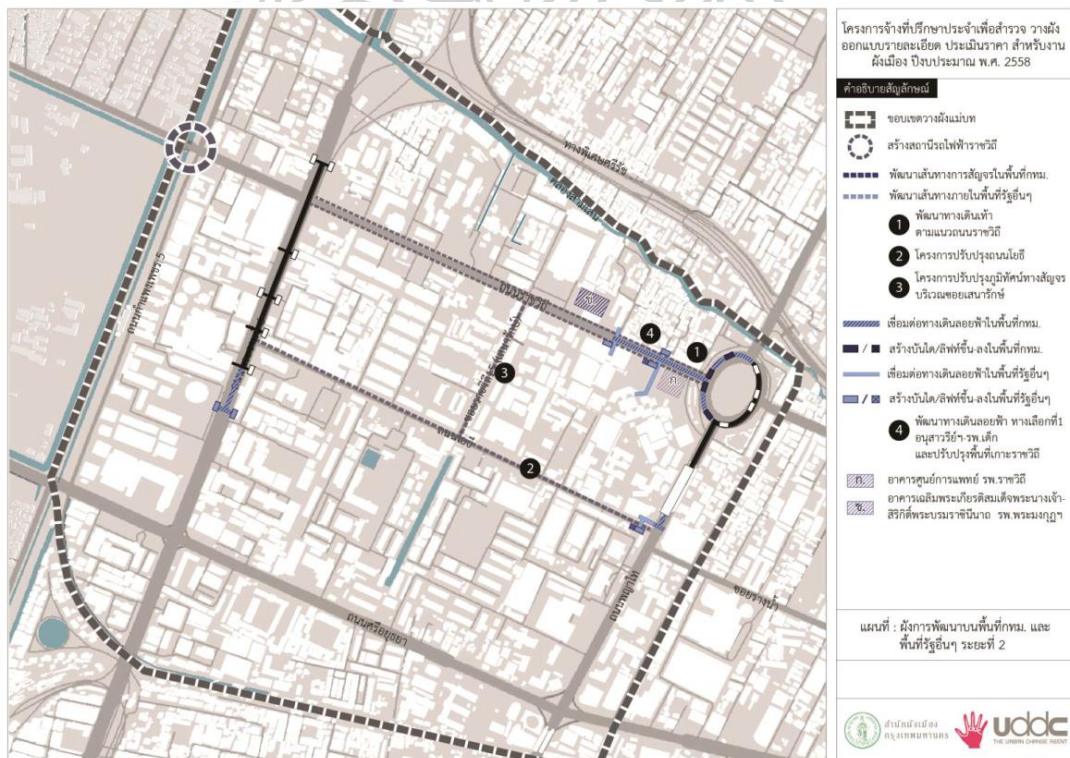 โครงการจ้างที่ปรึกษาประจำเพื่อสำรวจ วางผัง
ออกแบบรายละเอียด ประเมินราคา สำหรับงาน
ผังเมือง ปีงบประมาณ พ.ศ. 2558
คำอธิบายสัญลักษณ์
ขอบเขตวางผังแม่บท
สร้างสถานีรถไฟฟ้าราชวิถี
พัฒนาเส้นทางการสัญจรในพื้นที่กทม.
พัฒนาเส้นทางภายในพื้นที่รัฐอื่นๆ
1 พัฒนาทางเดินเท้า
ตามแนวถนนราชวิถี
2 โครงการปรับปรุงถนนโยธี
3 โครงการปรับปรุงภูมิทัศน์ทางสัญจร
บริเวณซอยเสนารักษ์
เชื่อมต่อทางเดินลอยฟ้าในพื้นที่กทม.
สร้างบันได/ลิฟท์ขึ้น-ลงในพื้นที่กทม.
เชื่อมต่อทางเดินลอยฟ้าในพื้นที่รัฐอื่นๆ
สร้างบันได/ลิฟท์ขึ้น-ลงในพื้นที่รัฐอื่นๆ
4 พัฒนาทางเดินลอยฟ้า ทางเลือกที่1
อนุสาวรีย์ฯ-รพ.เด็ก
และปรับปรุงพื้นที่เกาะราชวิถี
ก. อาคารศูนย์การแพทย์ รพ.ราชวิถี
ช. อาคารเฉลิมพระเกียรติสมเด็จพระนางเจ้า-
สิริกิติ์พระบรมราชินีนาถ รพ.พระมงกุฎฯ
แผนที่ : ผังการพัฒนาบนพื้นที่กทม. และ
พื้นที่รัฐอื่นๆ ระยะที่ 2
สำนักผังเมือง
กรุงเทพมหานคร
uddc
THE URBAN CHANGE AGENT
ทางพิเศษศรีรัช
คลองสามเสน
ถนนกำแพงเพชร 5
ถนนราชวิถี
ช.
4
1
ก.
3
ถนนโยธี
2
ถนนพญาไท
ซอยรางน้ำ
ถนนศรีอยุธยา